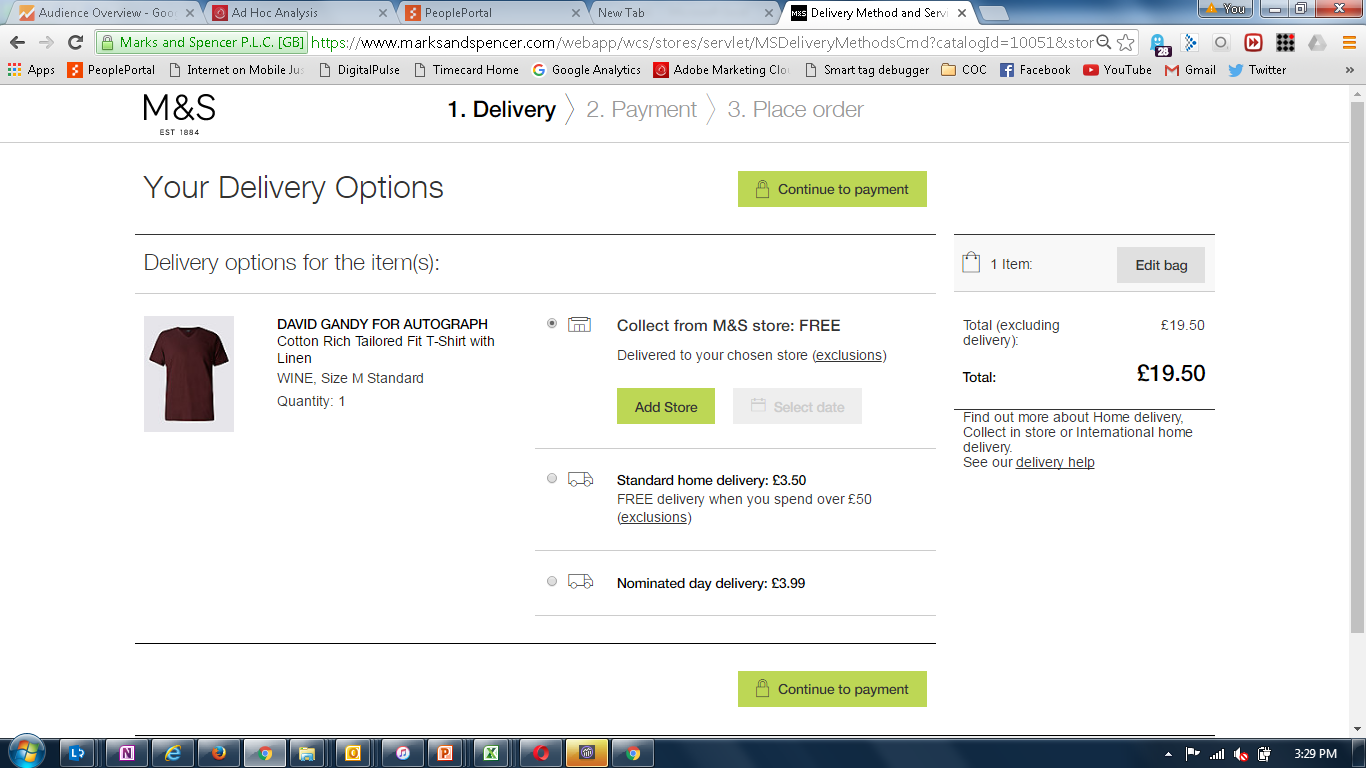 Audience Overview - Goo
Ad Hoc Analysis
PeoplePortal
New Tab
M&S
Delivery Method and Serv
You
Marks and Spencer P.L.C. [GB]
https://www.marksandspencer.com/webapp/wcs/stores/servlet/MSDeliveryMethodsCmd?catalogId=10051&stor
23
Apps
PeoplePortal
Internet on Mobile Jus
DigitalPulse
Timecard Home
Google Analytics
Adobe Marketing Clo
Smart tag debugger
COC
Facebook
YouTube
Gmail
Twitter
»
M&S
EST 1884
1. Delivery
2. Payment
3. Place order
Your Delivery Options
Continue to payment
Delivery options for the item(s):
1 Item:
Edit bag
DAVID GANDY FOR AUTOGRAPH
Cotton Rich Tailored Fit T-Shirt with
Linen
WINE, Size M Standard
Quantity: 1
Collect from M&S store: FREE
Delivered to your chosen store (exclusions)
Add Store
Select date
Standard home delivery: £3.50
FREE delivery when you spend over £50
(exclusions)
Nominated day delivery: £3.99
Total (excluding
delivery):
£19.50
Total:
£19.50
Find out more about Home delivery,
Collect in store or International home
delivery.
See our delivery help
Continue to payment
3:29 PM